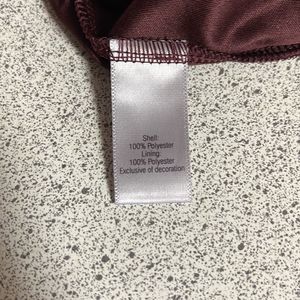 Shell:
100% Polyester
Lining:
100% Polyester
Exclusive of decoration